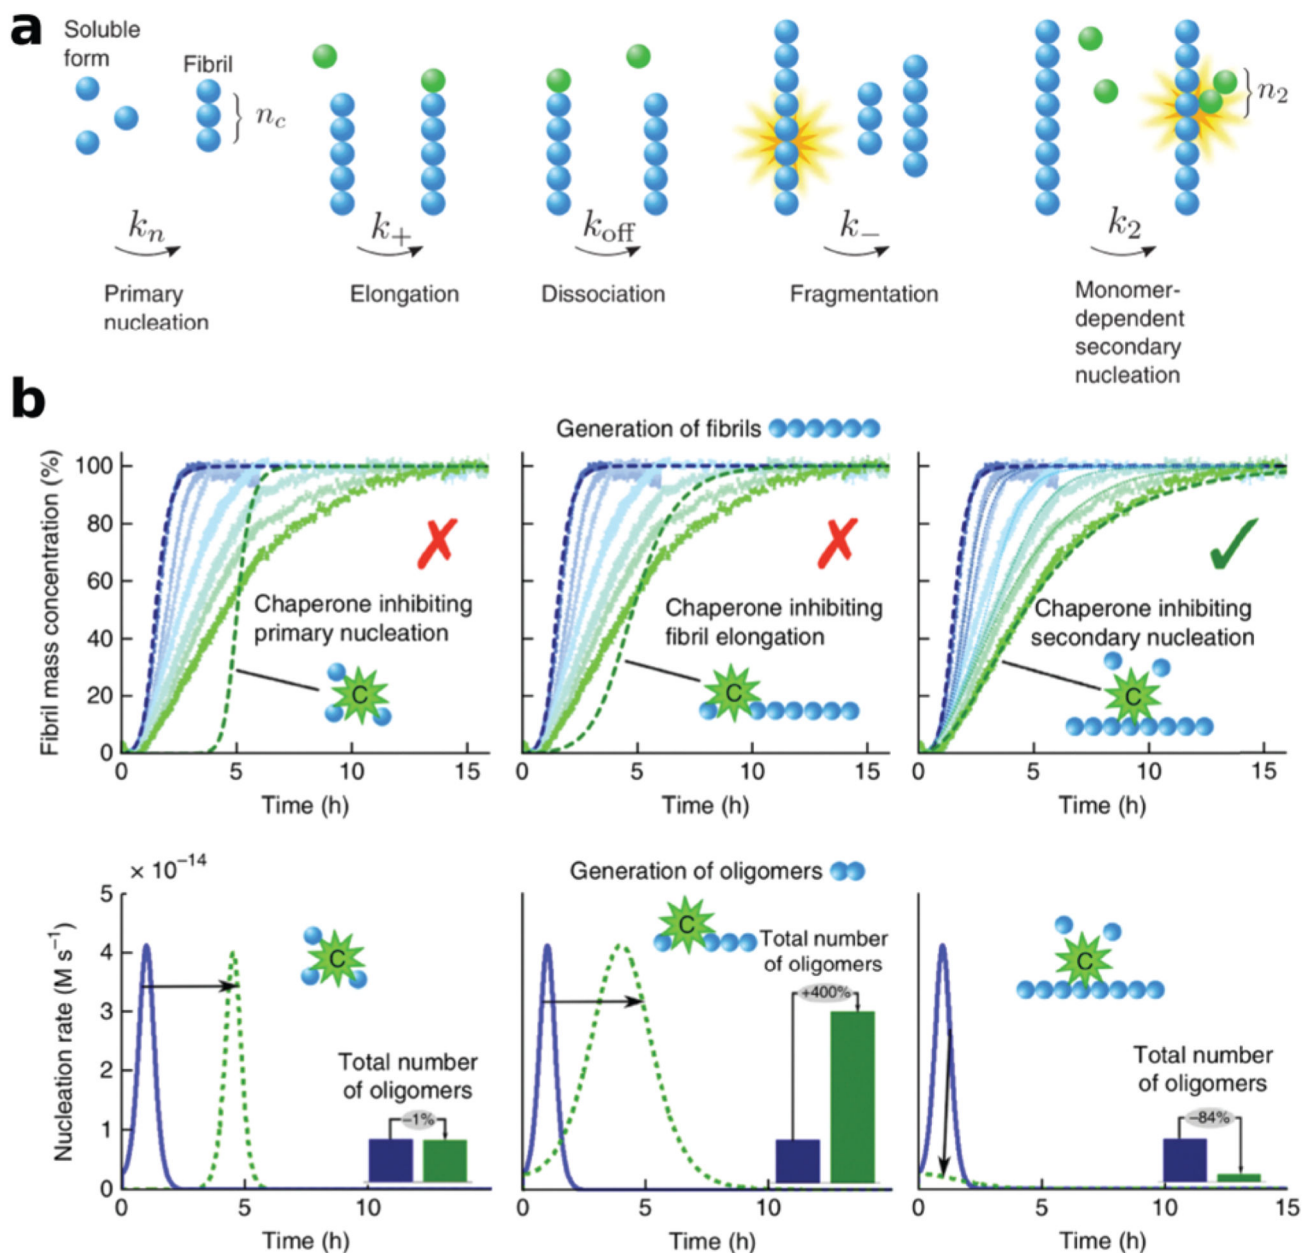 a
Soluble
form
Fibril
n_c
n_2
k_n
k_+
k_off
k_−
k_2
Primary
nucleation
Elongation
Dissociation
Fragmentation
Monomer-
dependent
secondary
nucleation
b
Generation of fibrils
Fibril mass concentration (%)
100
80
60
40
20
0
Chaperone inhibiting
primary nucleation
C
0 5 10 15
Time (h)
✗
Chaperone inhibiting
fibril elongation
C
0 5 10 15
Time (h)
✗
Chaperone inhibiting
secondary nucleation
C
0 5 10 15
Time (h)
✓
Generation of oligomers
× 10⁻¹⁴
Nucleation rate (M s⁻¹)
5
4
3
2
1
0
C
Total number
of oligomers
−1%
0 5 10
Time (h)
C
Total number
of oligomers
+400%
0 5 10
Time (h)
C
Total number
of oligomers
−84%
0 5 10 15
Time (h)